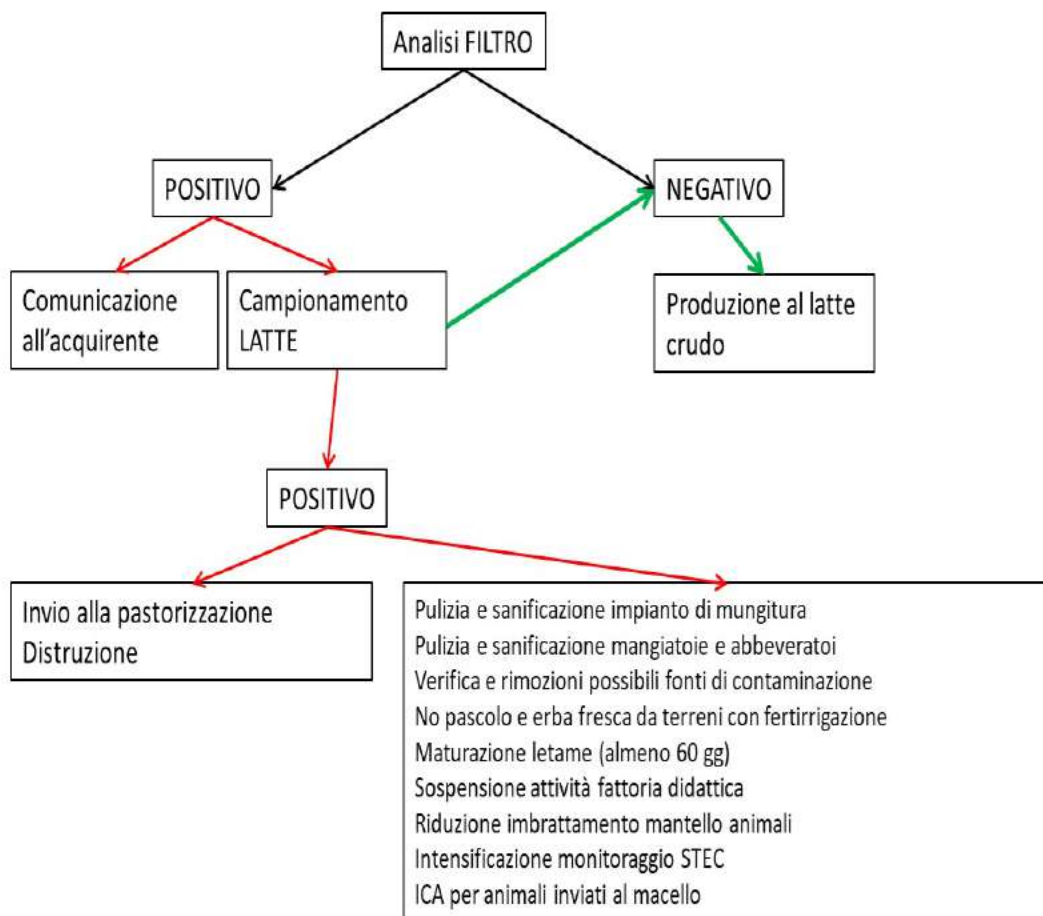 Analisi FILTRO
POSITIVO
NEGATIVO
Comunicazione
all'acquirente
Campionamento
LATTE
Produzione al latte
crudo
POSITIVO
Invio alla pastorizzazione
Distruzione
Pulizia e sanificazione impianto di mungitura
Pulizia e sanificazione mangiatoie e abbeveratoi
Verifica e rimozioni possibili fonti di contaminazione
No pascolo e erba fresca da terreni con fertirrigazione
Maturazione letame (almeno 60 gg)
Sospensione attività fattoria didattica
Riduzione imbrattamento mantello animali
Intensificazione monitoraggio STEC
ICA per animali inviati al macello